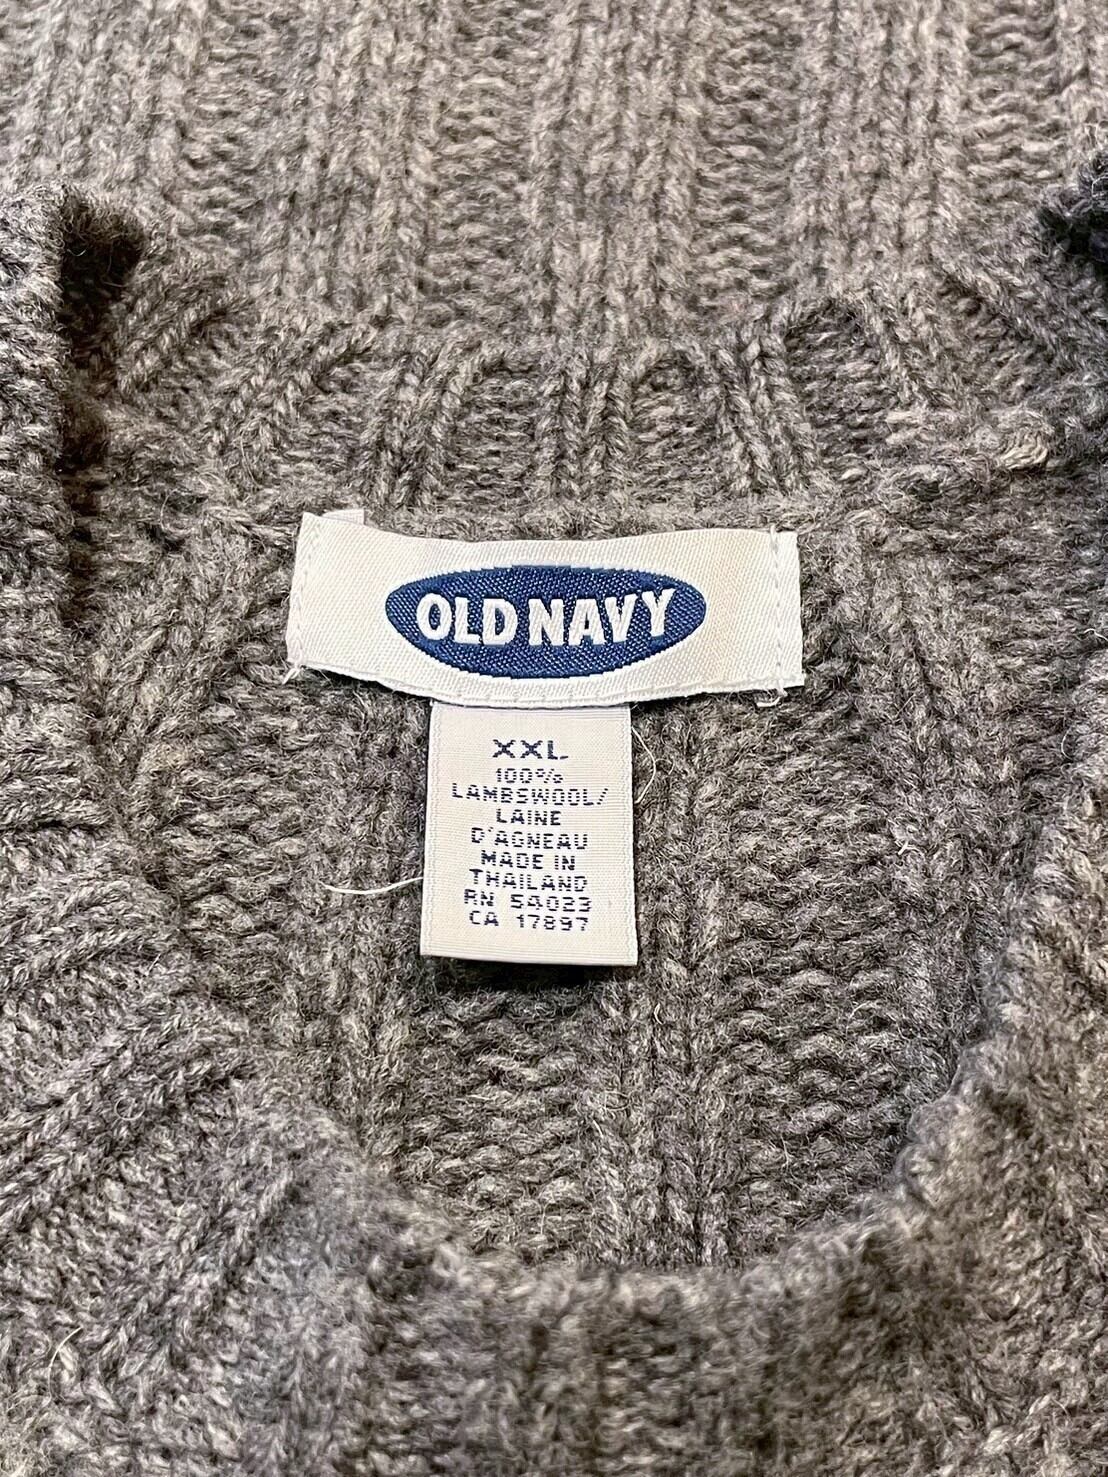 OLD NAVY
XXL
100%
LAMBSWOOL/
LAINE
D'AGNEAU
MADE IN
THAILAND
RN 54023
CA 17897